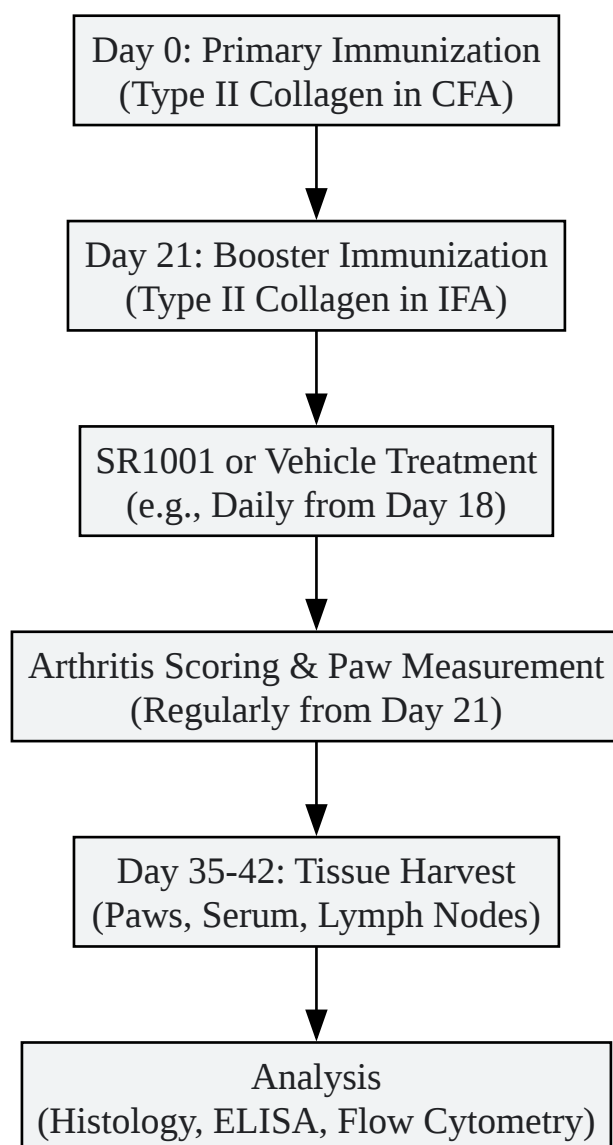 Day 0: Primary Immunization
(Type II Collagen in CFA)
Day 21: Booster Immunization
(Type II Collagen in IFA)
SR1001 or Vehicle Treatment
(e.g., Daily from Day 18)
Arthritis Scoring & Paw Measurement
(Regularly from Day 21)
Day 35-42: Tissue Harvest
(Paws, Serum, Lymph Nodes)
Analysis
(Histology, ELISA, Flow Cytometry)